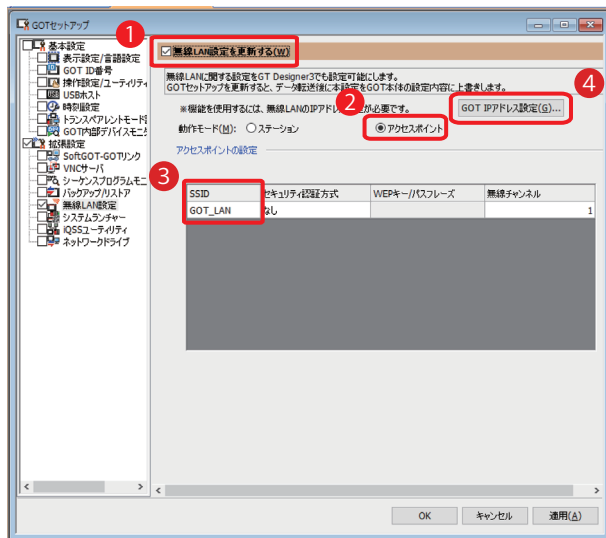 GOTセットアップ
1
基本設定
表示設定/言語設定
GOT ID番号
操作設定/ユーティリティ
USBホスト
時刻設定
トランスペアレントモード
GOT内部デバイスモニタ
拡張設定
SoftGOT-GOTリンク
VNCサーバ
シーケンスプログラムモニ
バックアップ/リストア
無線LAN設定
システムランチャー
iQSSユーティリティ
ネットワークドライブ
無線LAN設定を更新する(W)
無線LANに関する設定をGT Designer3でも設定可能にします。
GOTセットアップを更新すると、データ転送後に本設定をGOT本体の設定内容に上書きします。
4
※機能を使用するには、無線LANのIPアドレ
が必要です。
GOT IPアドレス設定(G)...
2
動作モード(M):
ステーション
アクセスポイント
アクセスポイントの設定
3
SSID
セキュリティ認証方式
WEPキー/パスフレーズ
無線チャンネル
GOT_LAN
なし
1
OK
キャンセル
適用(A)